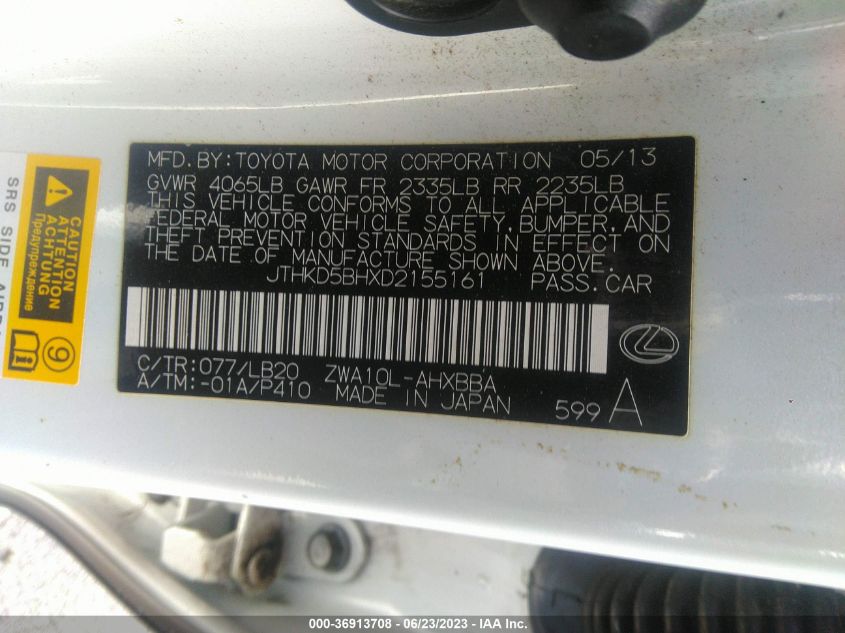 MFD.BY:TOYOTA MOTOR CORPORATION 05/13
GVWR 4065LB GAWR FR 2335LB RR 2235LB
THIS VEHICLE CONFORMS TO ALL APPLICABLE
FEDERAL MOTOR VEHICLE SAFETY, BUMPER, AND
THEFT PREVENTION STANDARDS IN EFFECT ON
THE DATE OF MANUFACTURE SHOWN ABOVE.
JTHKD5BHXD2155161 PASS.CAR
C/TR:077/LB20 ZWA10L-AHXBBA
A/TM:-01A/P410 MADE IN JAPAN 599 A
CAUTION
ATTENTION
ACHTUNG
Предупреждение
9
SRS SIDE
000-36913708 - 06/23/2023 - IAA Inc.